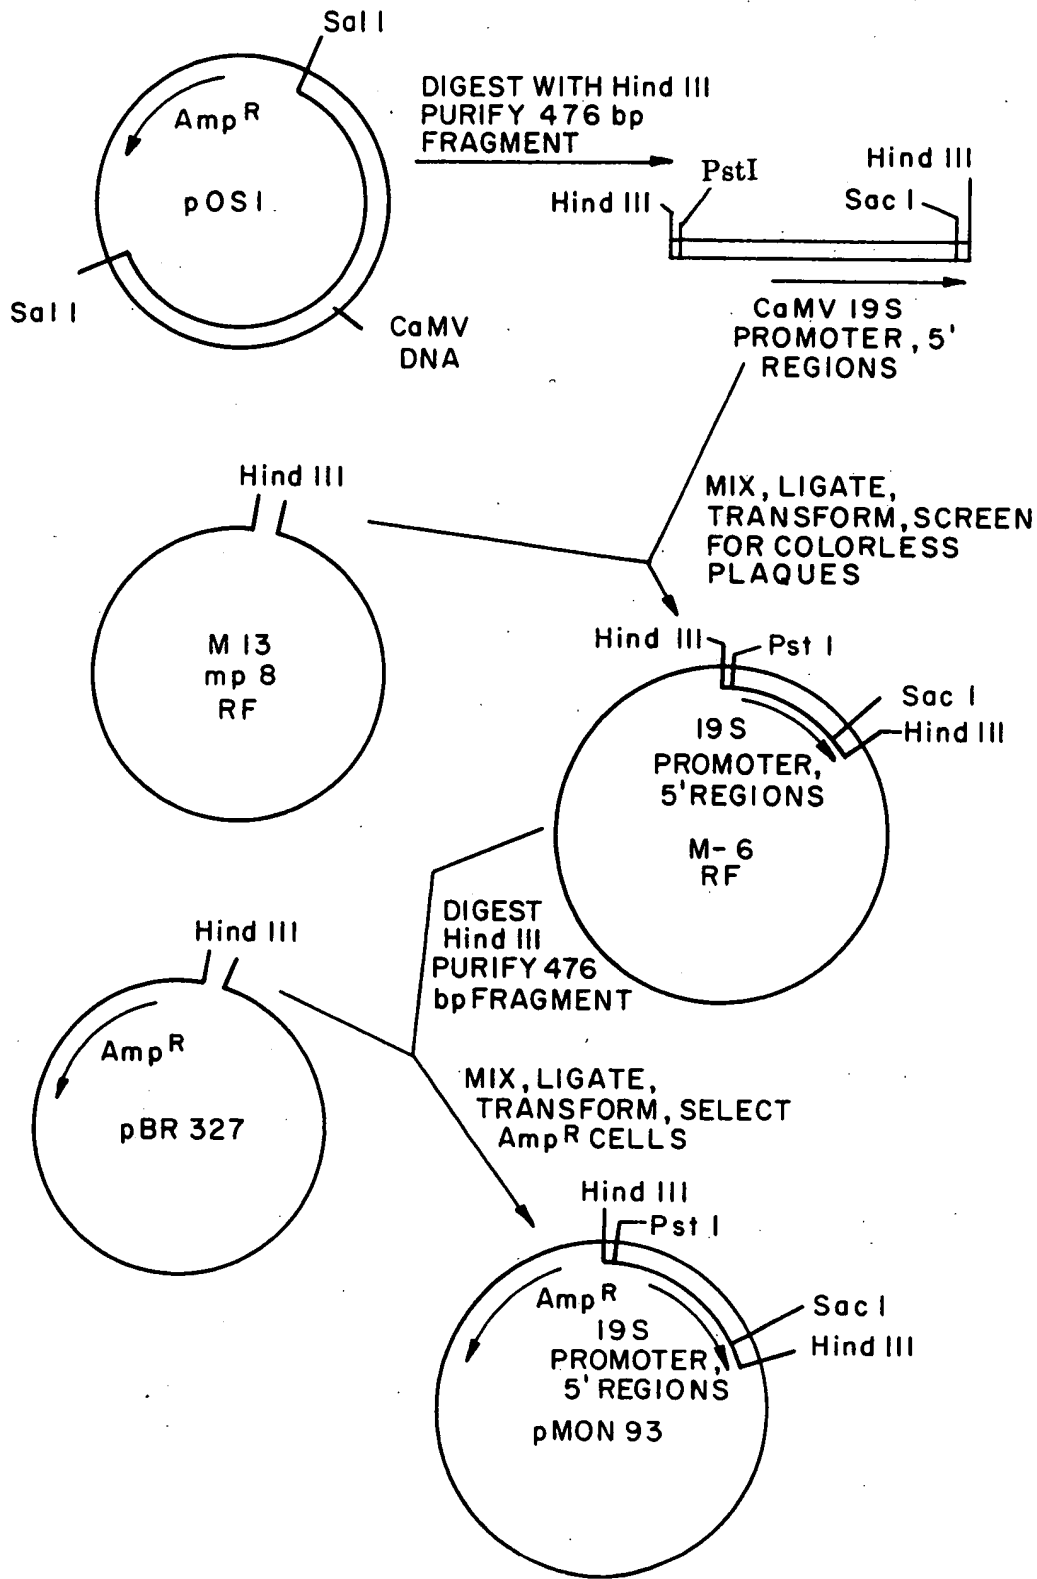 Sal I
Amp R
pOS1
Sal I
CaMV
DNA
DIGEST WITH Hind III
PURIFY 476 bp
FRAGMENT
Hind III
PstI
Hind III
Sac I
CaMV 19S
PROMOTER, 5'
REGIONS
Hind III
M 13
mp 8
RF
MIX, LIGATE,
TRANSFORM, SCREEN
FOR COLORLESS
PLAQUES
Hind III
Pst I
Sac I
Hind III
19S
PROMOTER,
5' REGIONS
M-6
RF
DIGEST
Hind III
PURIFY 476
bp FRAGMENT
Hind III
Amp R
pBR 327
MIX, LIGATE,
TRANSFORM, SELECT
Amp R CELLS
Hind III
Pst I
Amp R
Sac I
Hind III
19S
PROMOTER,
5' REGIONS
pMON 93